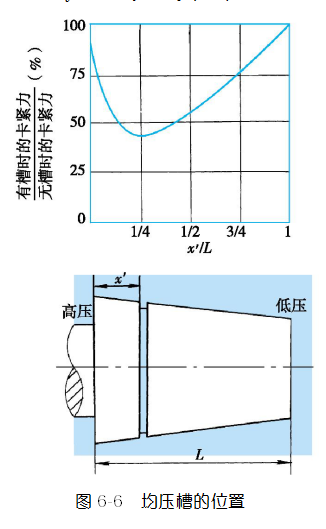 100
75
50
25
0
有槽时的卡紧力
无槽时的卡紧力
(%)
1/4 1/2 3/4 1
x'/L
x'
高压
低压
L
图 6-6 均压槽的位置